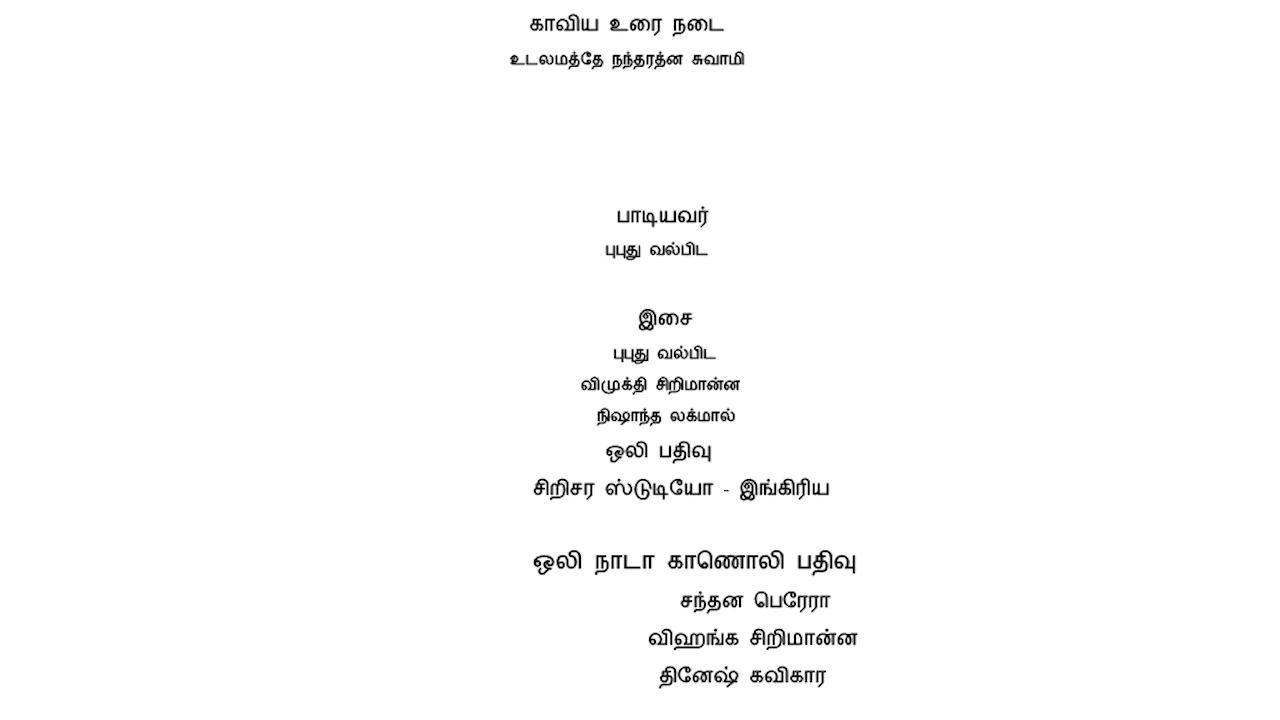 காவிய உரை நடை
உடலமத்தே நந்தரத்ன சுவாமி
பாடியவர்
புபுது வல்பிட
இசை
புபுது வல்பிட
விமுக்தி சிறிமான்ன
நிஷாந்த லக்மால்
ஒலி பதிவு
சிறிசர ஸ்டுடியோ - இங்கிரிய
ஒலி நாடா காணொலி பதிவு
சந்தன பெரேரா
விஹங்க சிறிமான்ன
தினேஷ் கவிகார